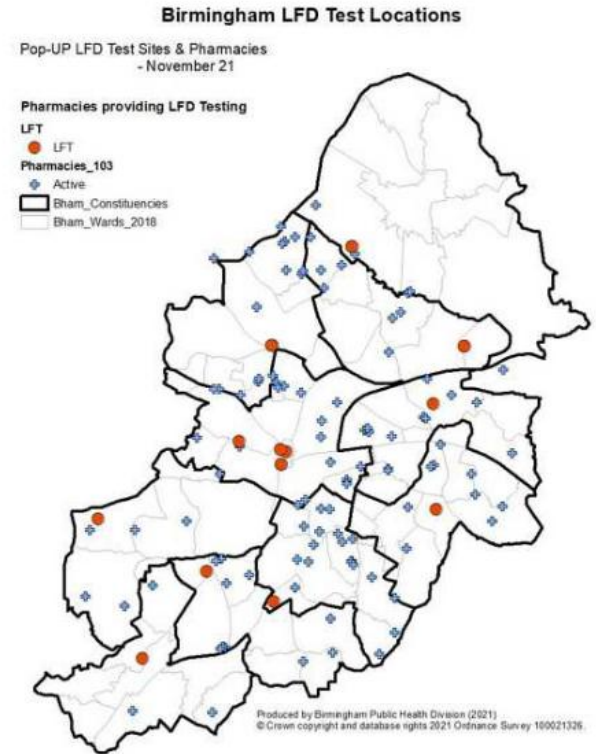 Birmingham LFD Test Locations
Pop-UP LFD Test Sites & Pharmacies
- November 21
Pharmacies providing LFD Testing
LFT
LFT
Pharmacies_103
Active
Bham_Constituencies
Bham_Wards_2018
Produced by Birmingham Public Health Division (2021)
© Crown copyright and database rights 2021 Ordnance Survey 100021326.